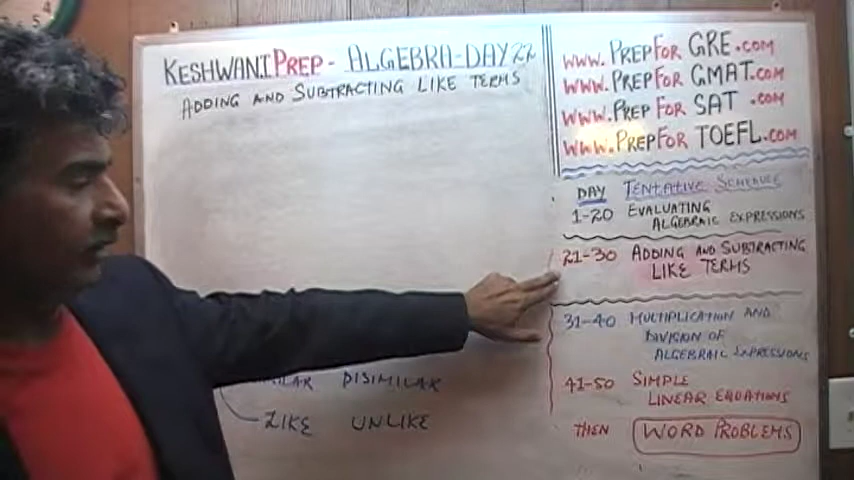 KESHWANI PREP - ALGEBRA-DAY 22
ADDING AND SUBTRACTING LIKE TERMS
DISIMILAR
LIKE UNLIKE
WWW.PREPFOR GRE.COM
WWW.PREPFOR GMAT.COM
WWW.PREP FOR SAT .COM
WWW.PREPFOR TOEFL.COM
DAY TENTATIVE SCHEDULE
1-20 EVALUATING
ALGEBRAIC EXPRESSIONS
21-30 ADDING AND SUBTRACTING
LIKE TERMS
31-40 MULTIPLICATION AND
DIVISION OF
ALGEBRAIC EXPRESSIONS
41-50 SIMPLE
LINEAR EQUATIONS
THEN WORD PROBLEMS